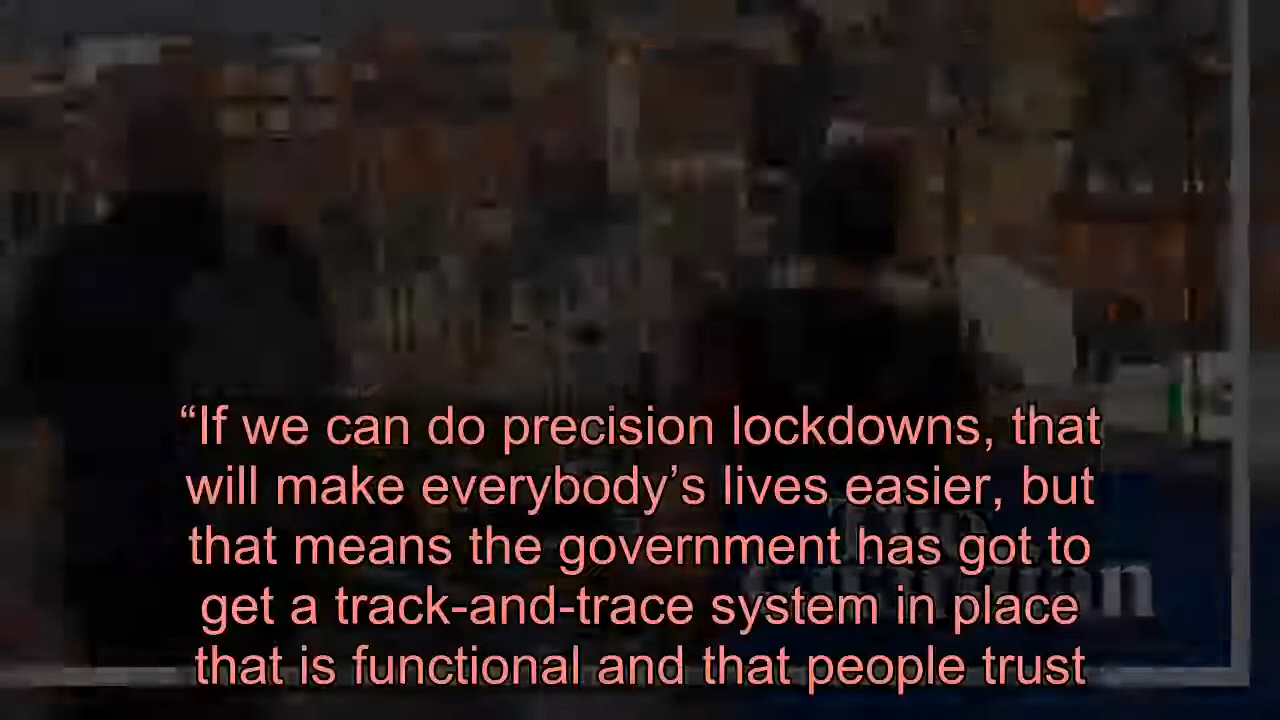 “If we can do precision lockdowns, that
will make everybody’s lives easier, but
that means the government has got to
get a track-and-trace system in place
that is functional and that people trust